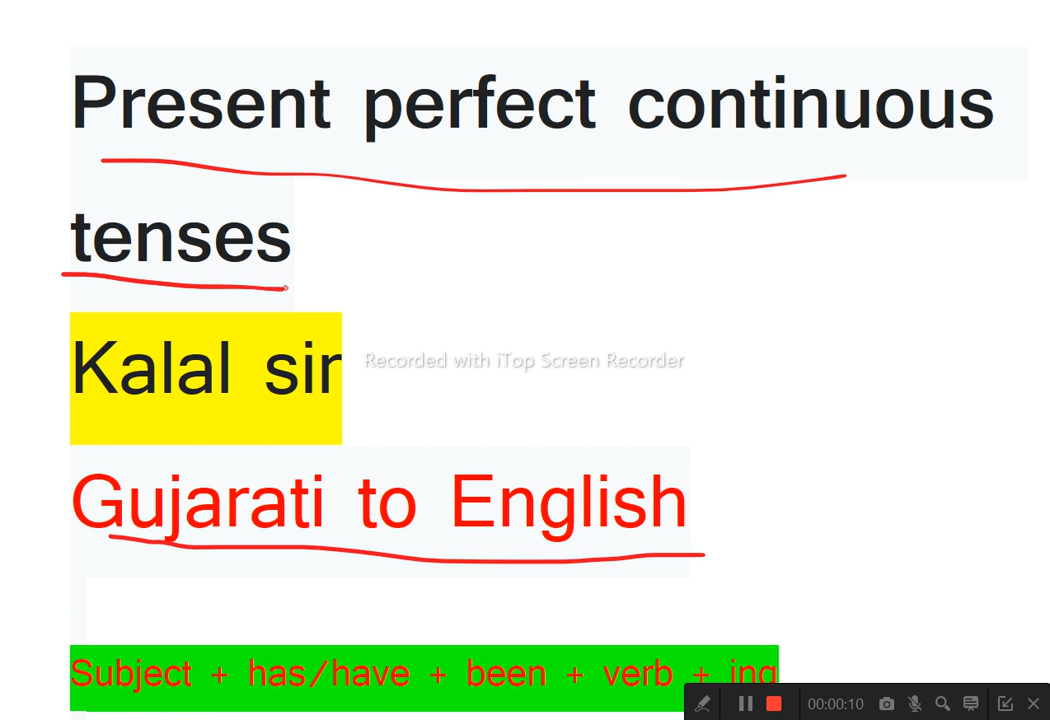 Present perfect continuous
tenses
Kalal sir
Recorded with iTop Screen Recorder
Gujarati to English
Subject + has/have + been + verb + ing
00:00:10